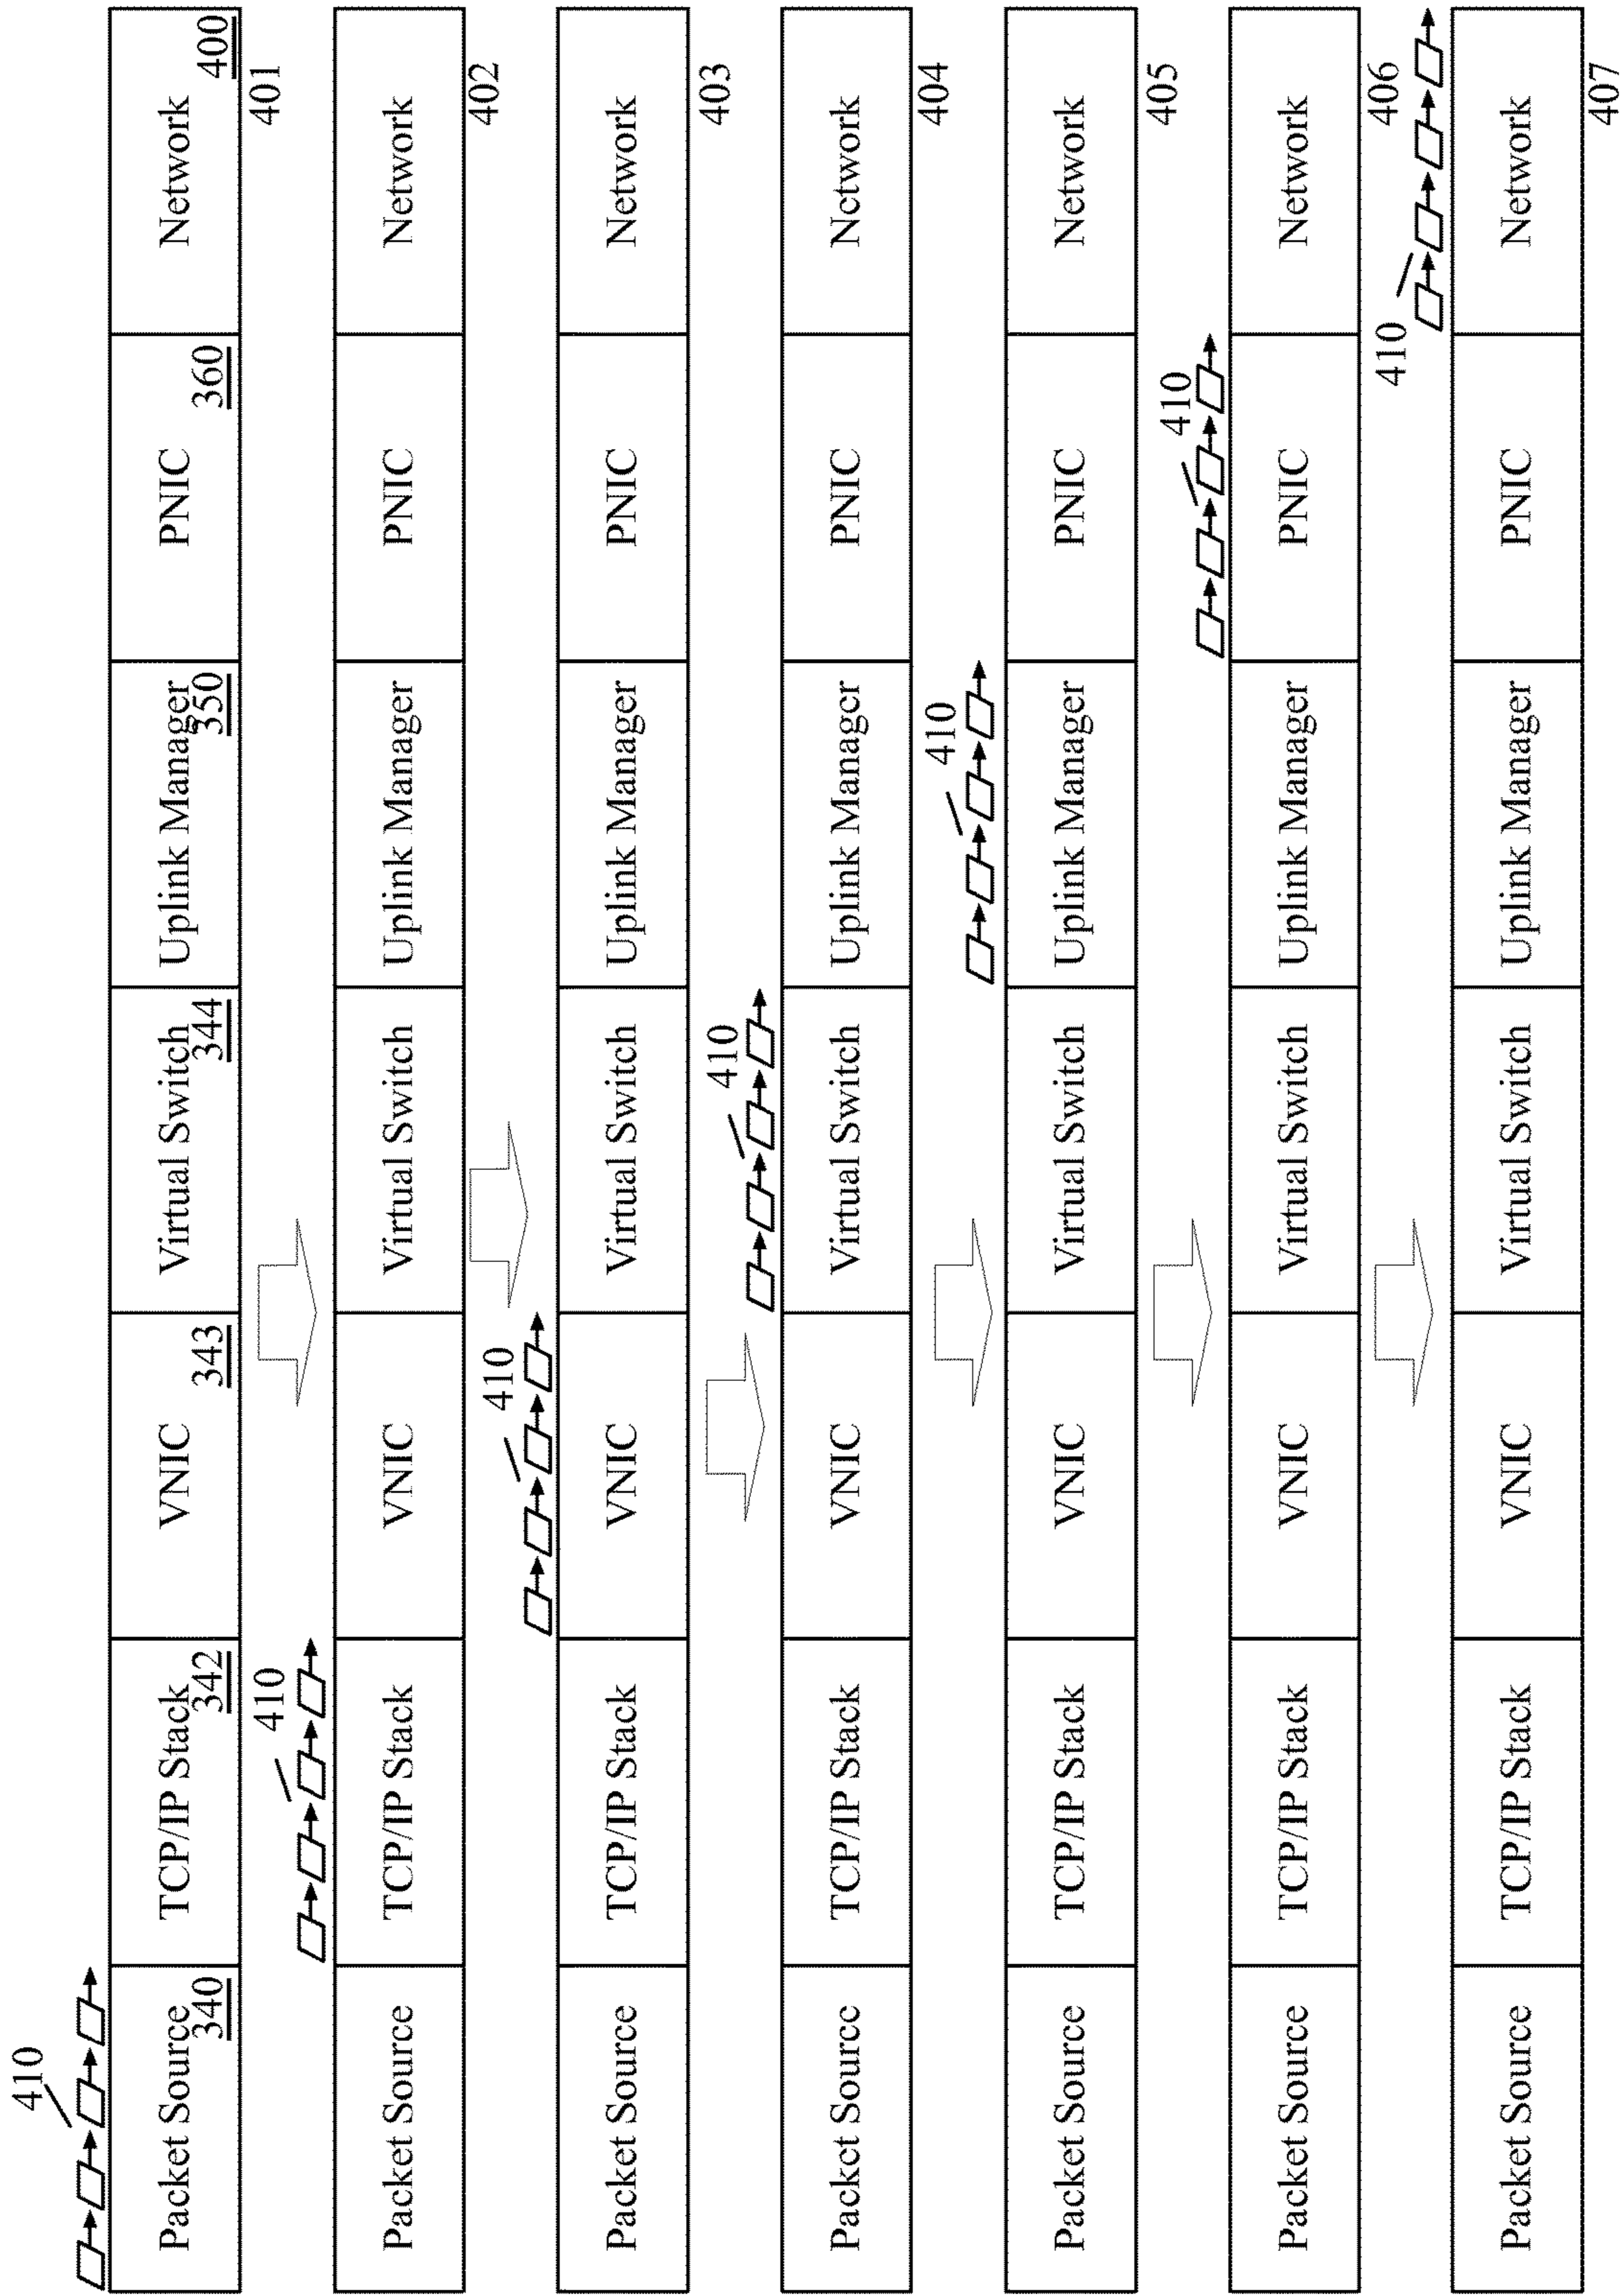 410
Packet Source TCP/IP Stack VNIC Virtual Switch Uplink Manager PNIC Network
340 342 343 344 350 360 400
410 401
Packet Source TCP/IP Stack VNIC Virtual Switch Uplink Manager PNIC Network
410 402
Packet Source TCP/IP Stack VNIC Virtual Switch Uplink Manager PNIC Network
410 403
Packet Source TCP/IP Stack VNIC Virtual Switch Uplink Manager PNIC Network
410 404
Packet Source TCP/IP Stack VNIC Virtual Switch Uplink Manager PNIC Network
410 405
Packet Source TCP/IP Stack VNIC Virtual Switch Uplink Manager PNIC Network
410 406
Packet Source TCP/IP Stack VNIC Virtual Switch Uplink Manager PNIC Network
407